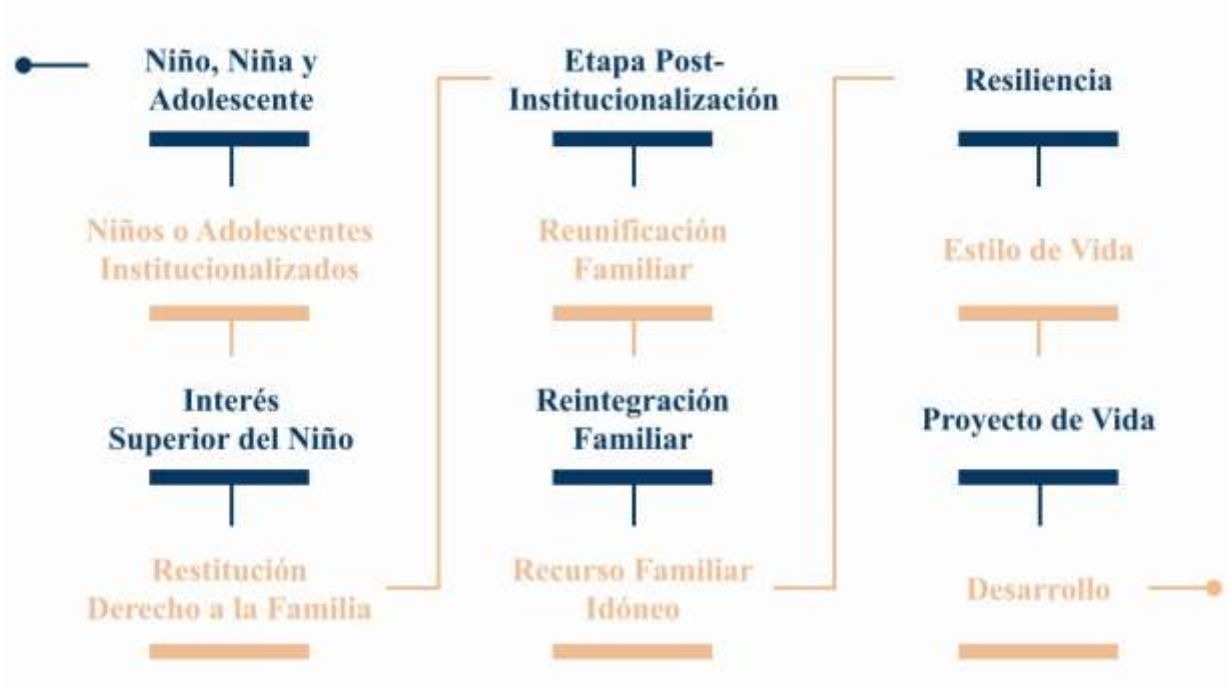 Niño, Niña y
Adolescente
Niños o Adolescentes
Institucionalizados
Interés
Superior del Niño
Restitución
Derecho a la Familia
Etapa Post-
Institucionalización
Reunificación
Familiar
Reintegración
Familiar
Recurso Familiar
Idóneo
Resiliencia
Estilo de Vida
Proyecto de Vida
Desarrollo